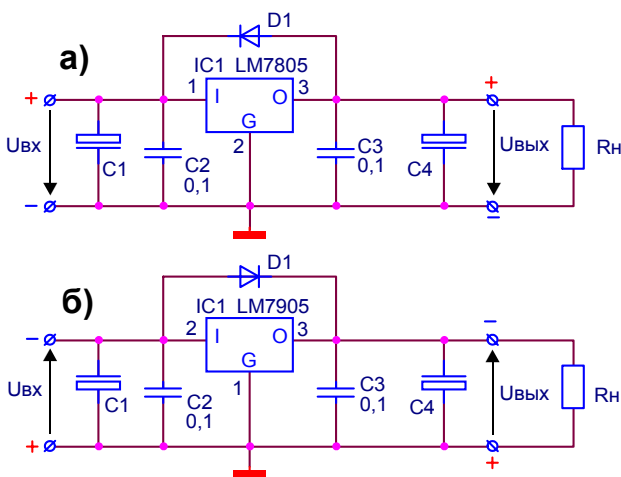 D1
а)
IC1 LM7805
1 I O 3
+ +
G
2
Uвх
C1
C2
0,1
C3
0,1
C4
Uвых
Rн
− −
D1
б)
IC1 LM7905
2 I O 3
− −
G
1
Uвх
C1
C2
0,1
C3
0,1
C4
Uвых
Rн
+ +